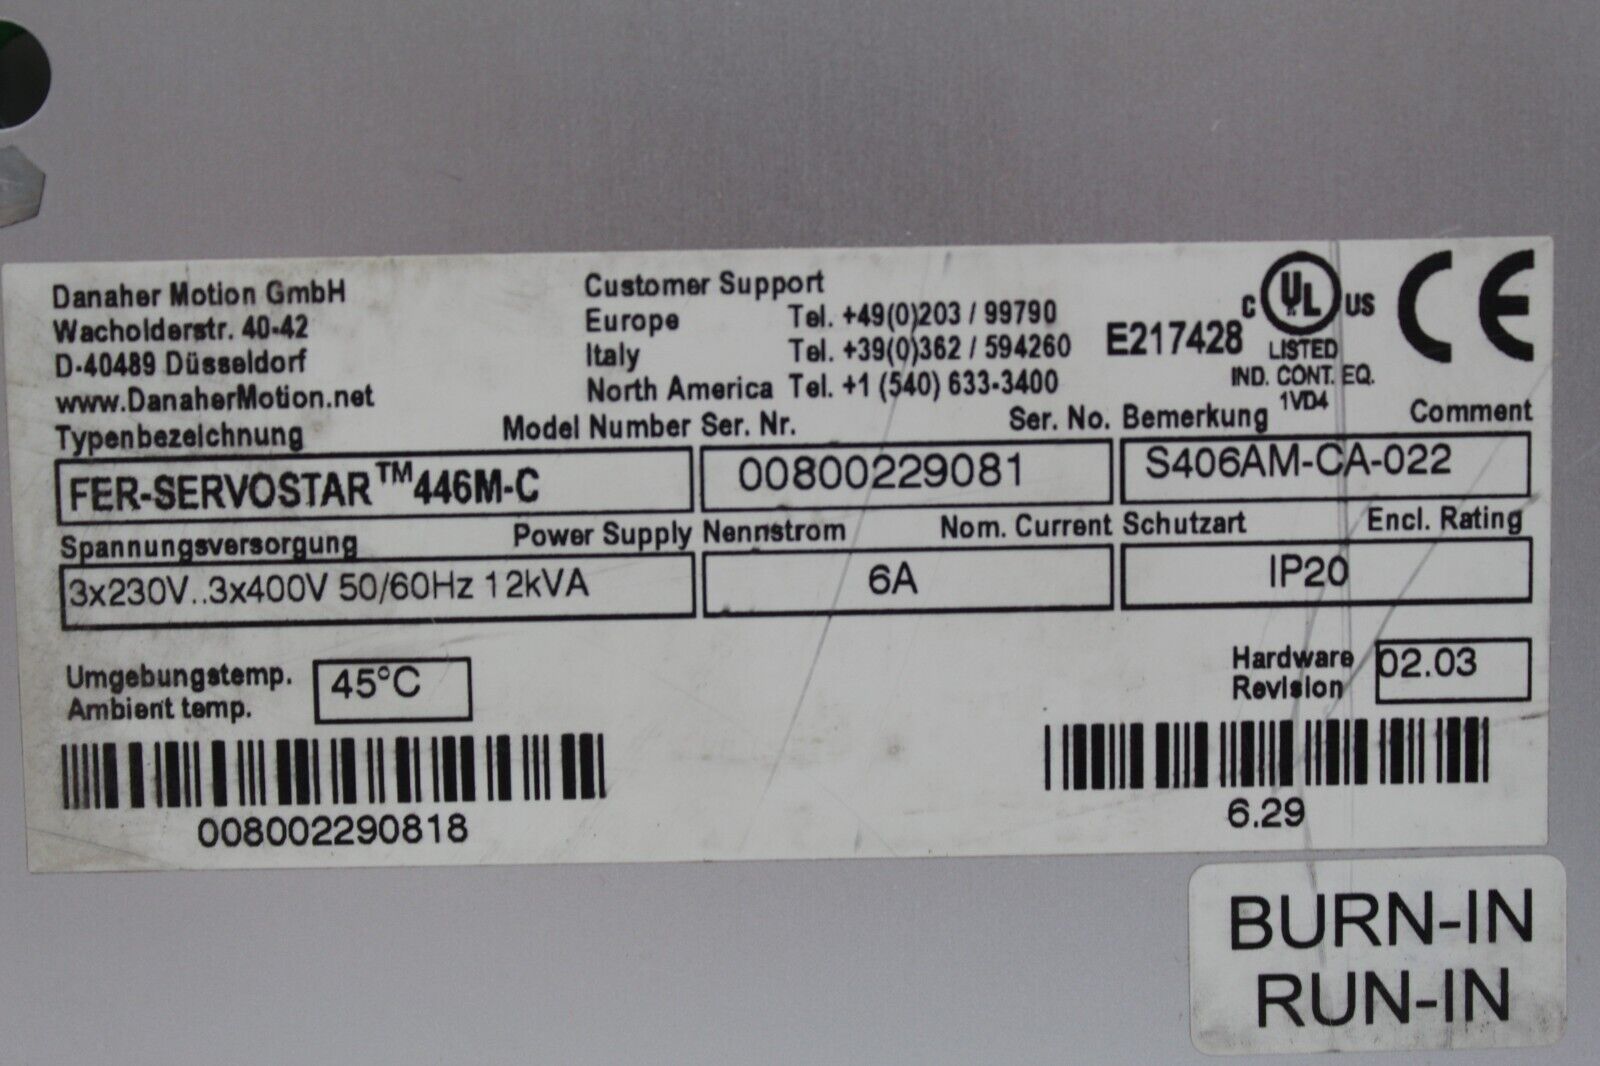 Danaher Motion GmbH
Wacholderstr. 40-42
D-40489 Düsseldorf
www.DanaherMotion.net
Customer Support
Europe Tel. +49(0)203 / 99790
Italy Tel. +39(0)362 / 594260
North America Tel. +1 (540) 633-3400
E217428
C UL US
LISTED
IND. CONT. EQ.
1VD4
CE
Typenbezeichnung Model Number Ser. Nr. Ser. No. Bemerkung Comment
FER-SERVOSTAR™446M-C 00800229081 S406AM-CA-022
Spannungsversorgung Power Supply Nennstrom Nom. Current Schutzart Encl. Rating
3x230V..3x400V 50/60Hz 12kVA 6A IP20
Umgebungstemp. 45°C
Ambient temp.
Hardware 02.03
Revision
008002290818
6.29
BURN-IN
RUN-IN